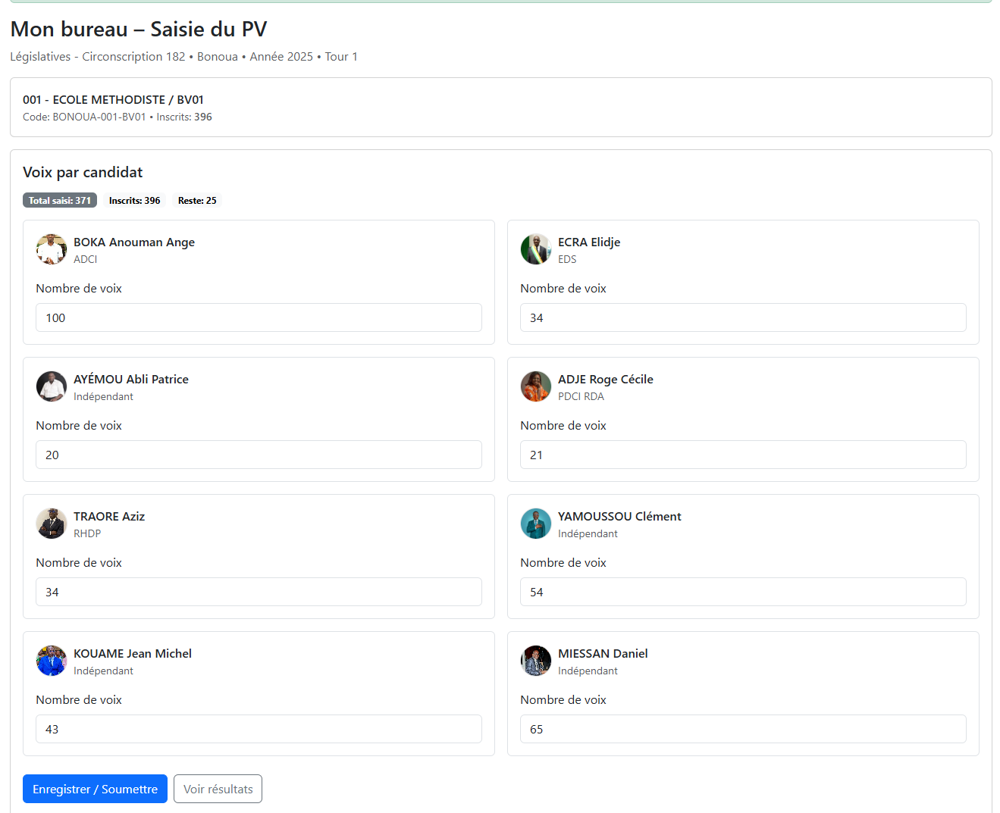 Mon bureau – Saisie du PV
Législatives - Circonscription 182 • Bonoua • Année 2025 • Tour 1
001 - ECOLE METHODISTE / BV01
Code: BONOUA-001-BV01 • Inscrits: 396
Voix par candidat
Total saisi: 371 Inscrits: 396 Reste: 25
BOKA Anouman Ange
ADCI
Nombre de voix
100
ECRA Elidje
EDS
Nombre de voix
34
AYÉMOU Abli Patrice
Indépendant
Nombre de voix
20
ADJE Roge Cécile
PDCI RDA
Nombre de voix
21
TRAORE Aziz
RHDP
Nombre de voix
34
YAMOUSSOU Clément
Indépendant
Nombre de voix
54
KOUAME Jean Michel
Indépendant
Nombre de voix
43
MIESSAN Daniel
Indépendant
Nombre de voix
65
Enregistrer / Soumettre Voir résultats